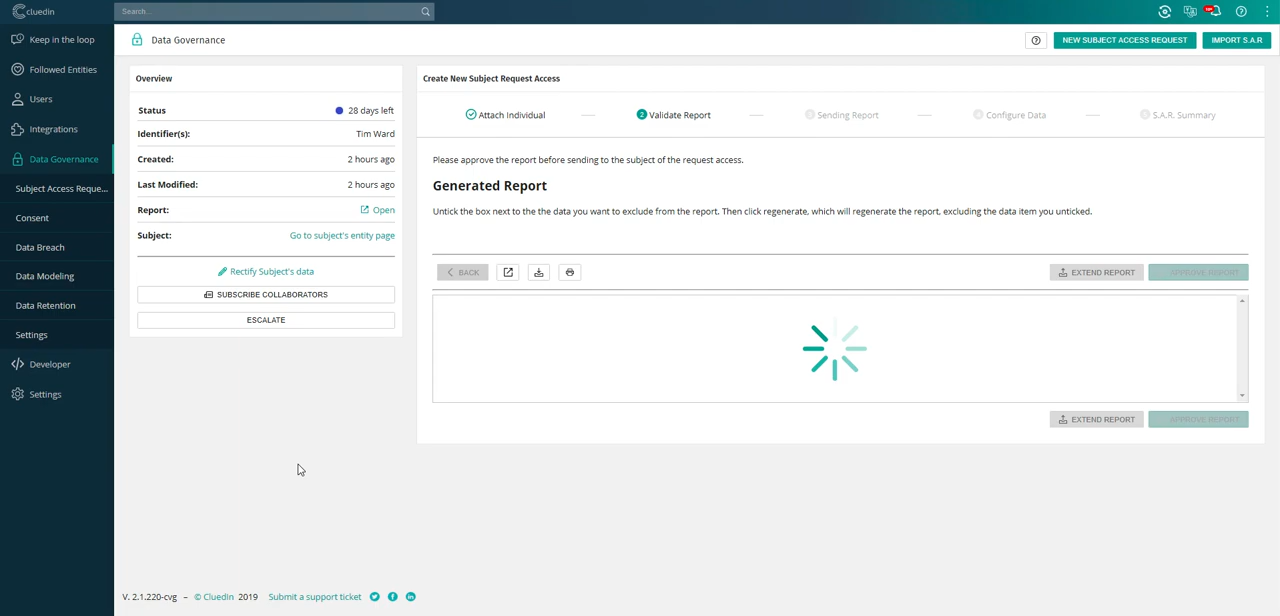 cluedin
Search...
Keep in the loop
Followed Entities
Users
Integrations
Data Governance
Subject Access Reque...
Consent
Data Breach
Data Modeling
Data Retention
Settings
Developer
Settings
Data Governance
NEW SUBJECT ACCESS REQUEST
IMPORT S.A.R
Overview
Status 28 days left
Identifier(s): Tim Ward
Created: 2 hours ago
Last Modified: 2 hours ago
Report: Open
Subject: Go to subject's entity page
Rectify Subject's data
SUBSCRIBE COLLABORATORS
ESCALATE
Create New Subject Request Access
Attach Individual 2 Validate Report 3 Sending Report 4 Configure Data 5 S.A.R. Summary
Please approve the report before sending to the subject of the request access.
Generated Report
Untick the box next to the the data you want to exclude from the report. Then click regenerate, which will regenerate the report, excluding the data item you unticked.
BACK EXTEND REPORT APPROVE REPORT
EXTEND REPORT APPROVE REPORT
V. 2.1.220-cvg – © CluedIn 2019 Submit a support ticket